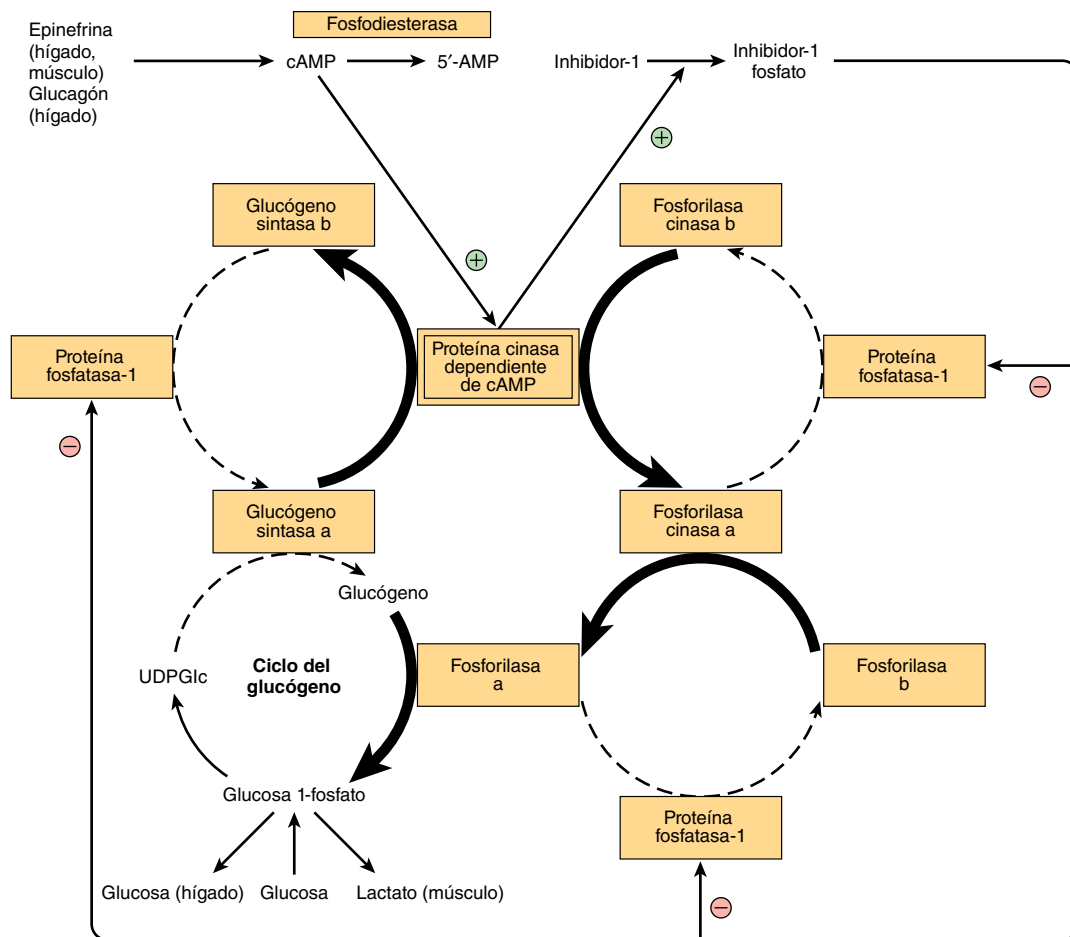 Fosfodiesterasa
Epinefrina
(hígado,
músculo)
Glucagón
(hígado)
cAMP
5′-AMP
Inhibidor-1
Inhibidor-1
fosfato
+
Glucógeno
sintasa b
Fosforilasa
cinasa b
+
Proteína
fosfatasa-1
Proteína cinasa
dependiente
de cAMP
Proteína
fosfatasa-1
−
−
Glucógeno
sintasa a
Fosforilasa
cinasa a
Glucógeno
UDPGlc
Ciclo del
glucógeno
Fosforilasa
a
Fosforilasa
b
Glucosa 1-fosfato
Proteína
fosfatasa-1
Glucosa (hígado)
Glucosa
Lactato (músculo)
−